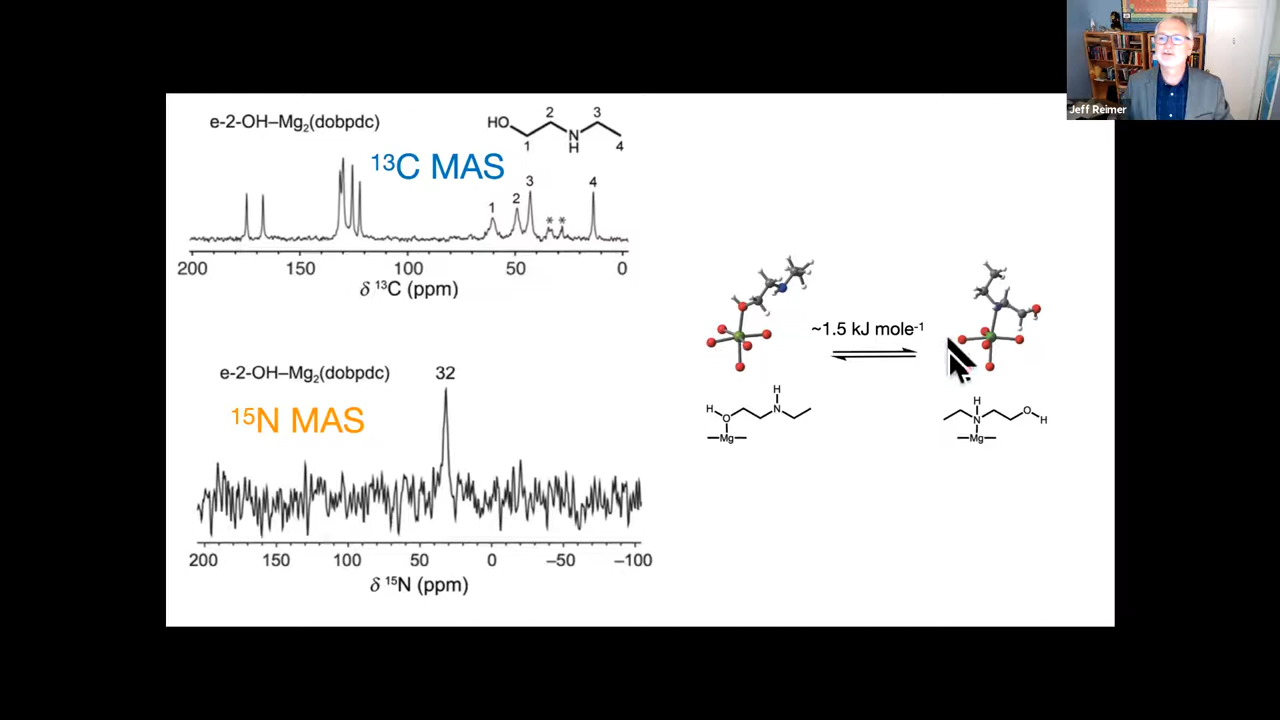 Jeff Reimer
e-2-OH–Mg₂(dobpdc)
HO
2
3
N
H
1
4
¹³C MAS
1
2
3
*
*
4
200
150
100
50
0
δ ¹³C (ppm)
e-2-OH–Mg₂(dobpdc)
32
¹⁵N MAS
200
150
100
50
0
–50
–100
δ ¹⁵N (ppm)
~1.5 kJ mole⁻¹
H
H
O
N
Mg
H
N
O
H
Mg